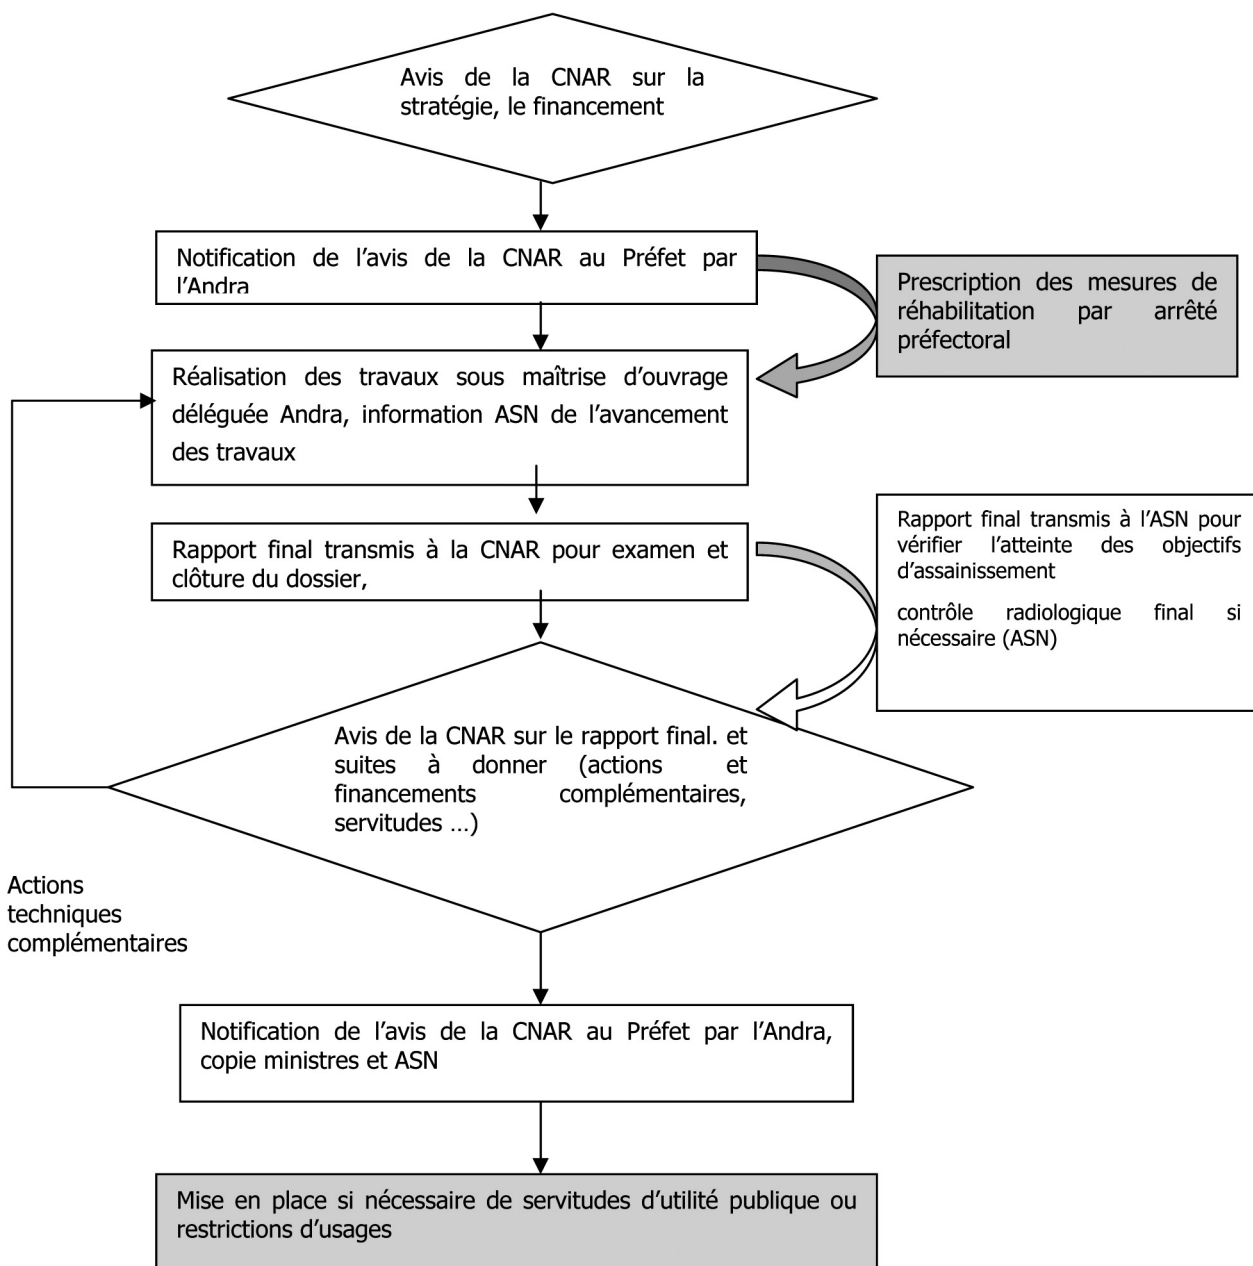 Avis de la CNAR sur la
stratégie, le financement
Notification de l’avis de la CNAR au Préfet par
l’Andra
Prescription des mesures de
réhabilitation par arrêté
préfectoral
Réalisation des travaux sous maîtrise d’ouvrage
déléguée Andra, information ASN de l’avancement
des travaux
Rapport final transmis à la CNAR pour examen et
clôture du dossier,
Rapport final transmis à l’ASN pour
vérifier l’atteinte des objectifs
d’assainissement
contrôle radiologique final si
nécessaire (ASN)
Avis de la CNAR sur le rapport final. et
suites à donner (actions et
financements complémentaires,
servitudes …)
Actions
techniques
complémentaires
Notification de l’avis de la CNAR au Préfet par l’Andra,
copie ministres et ASN
Mise en place si nécessaire de servitudes d’utilité publique ou
restrictions d’usages